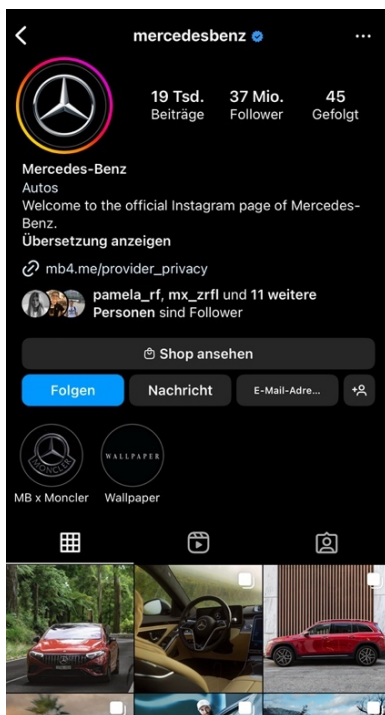 mercedesbenz
19 Tsd. 37 Mio. 45
Beiträge Follower Gefolgt
Mercedes-Benz
Autos
Welcome to the official Instagram page of Mercedes-
Benz.
Übersetzung anzeigen
mb4.me/provider_privacy
pamela_rf, mx_zrfl und 11 weitere
Personen sind Follower
Shop ansehen
Folgen Nachricht E-Mail-Adre...
MONCLER WALLPAPER
MB x Moncler Wallpaper